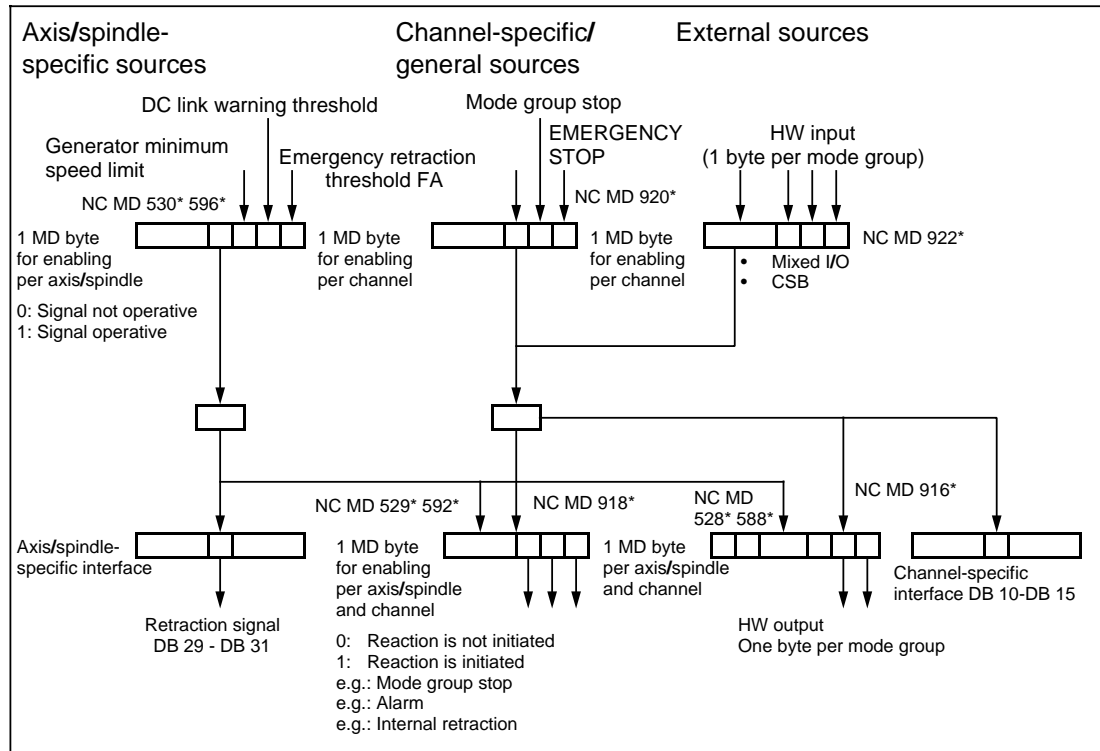 Axis/spindle-
specific sources
Channel-specific/
general sources
External sources
DC link warning threshold
Mode group stop
Generator minimum
speed limit
Emergency retraction
threshold FA
EMERGENCY
STOP
HW input
(1 byte per mode group)
NC MD 530* 596*
NC MD 920*
NC MD 922*
1 MD byte
for enabling
per axis/spindle
1 MD byte
for enabling
per channel
1 MD byte
for enabling
per channel
• Mixed I/O
• CSB
0: Signal not operative
1: Signal operative
NC MD 529* 592*
NC MD 918*
NC MD
528* 588*
NC MD 916*
Axis/spindle-
specific interface
1 MD byte
for enabling
per axis/spindle
and channel
1 MD byte
per axis/spindle
and channel
Channel-specific
interface DB 10-DB 15
Retraction signal
DB 29 - DB 31
HW output
One byte per mode group
0: Reaction is not initiated
1: Reaction is initiated
e.g.: Mode group stop
e.g.: Alarm
e.g.: Internal retraction